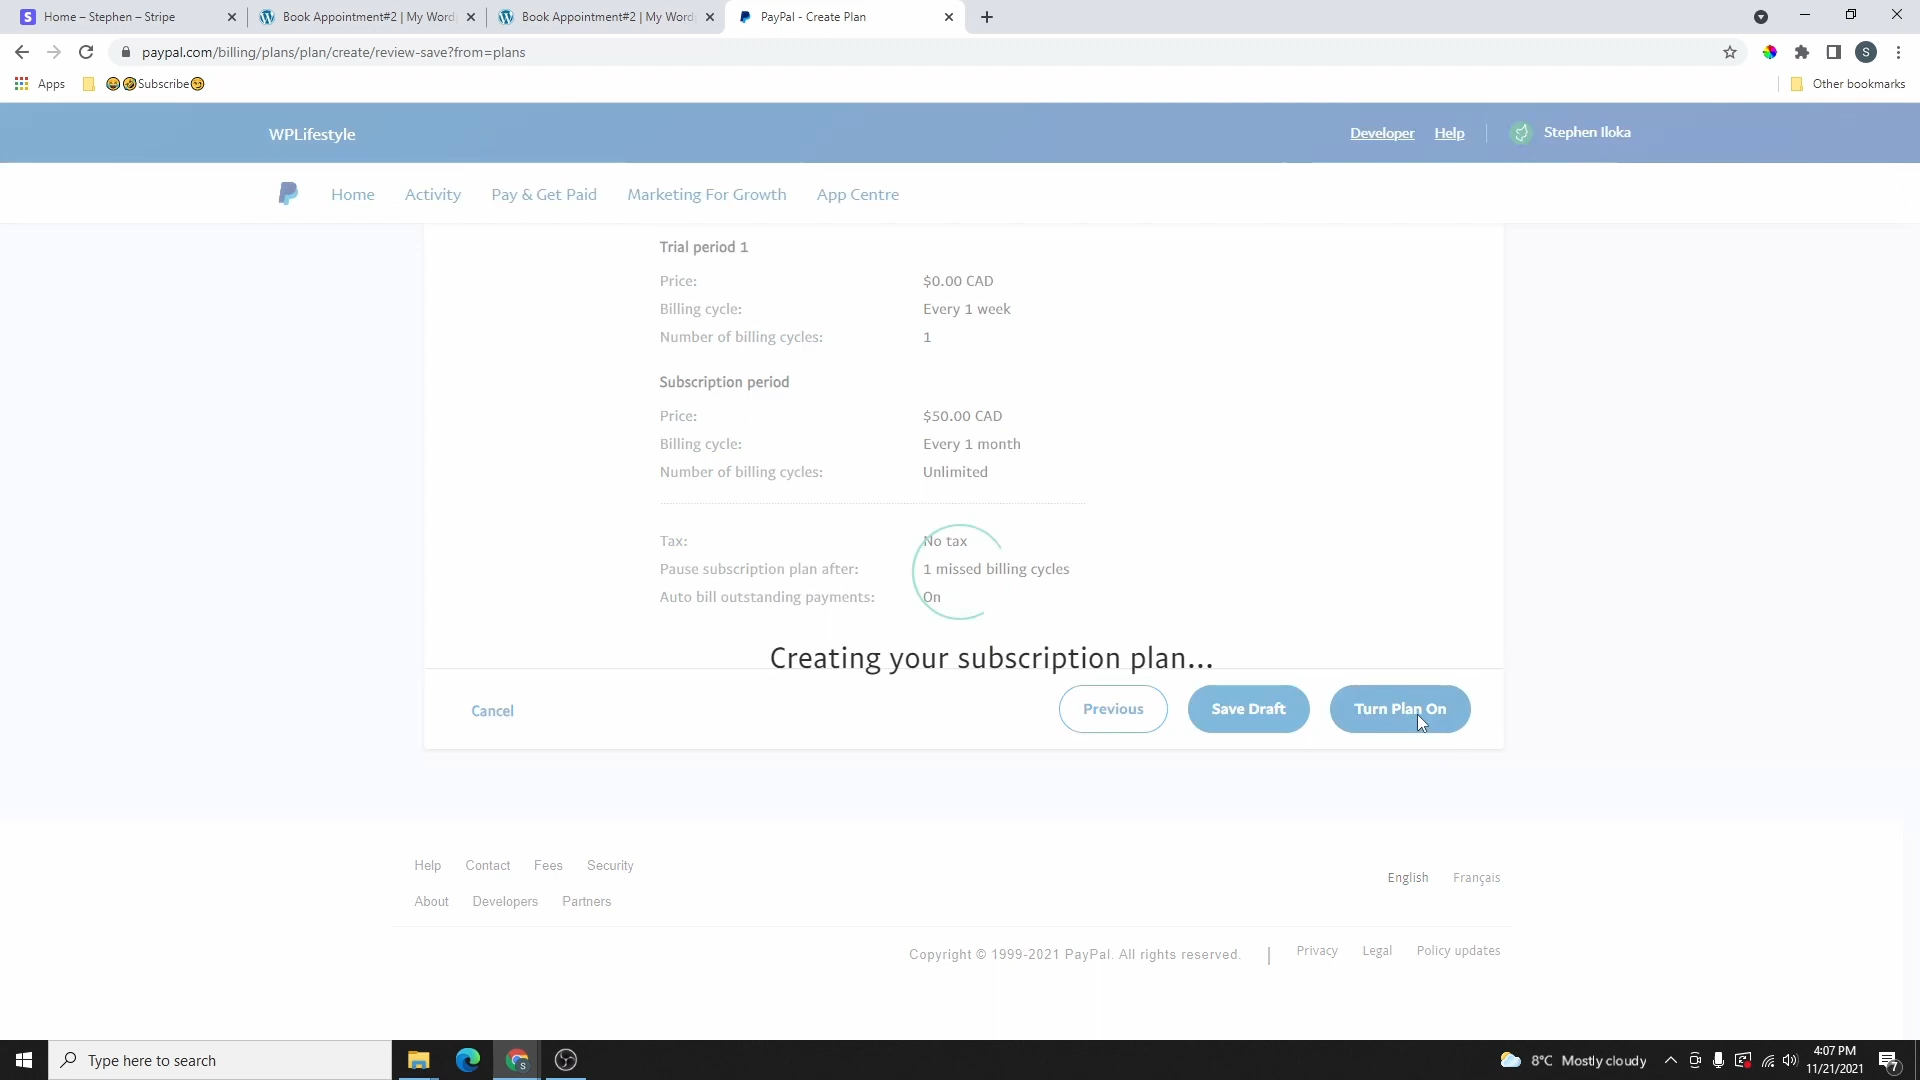 Home – Stephen – Stripe
Book Appointment#2 | My Word
Book Appointment#2 | My Word
PayPal - Create Plan
paypal.com/billing/plans/plan/create/review-save?from=plans
S
Apps
😂🤣Subscribe😏
Other bookmarks
WPLifestyle
Developer
Help
Stephen Iloka
Home
Activity
Pay & Get Paid
Marketing For Growth
App Centre
Trial period 1
Price: $0.00 CAD
Billing cycle: Every 1 week
Number of billing cycles: 1
Subscription period
Price: $50.00 CAD
Billing cycle: Every 1 month
Number of billing cycles: Unlimited
Tax: No tax
Pause subscription plan after: 1 missed billing cycles
Auto bill outstanding payments: On
Creating your subscription plan...
Cancel
Previous
Save Draft
Turn Plan On
Help Contact Fees Security
English Français
About Developers Partners
Copyright © 1999-2021 PayPal. All rights reserved. | Privacy Legal Policy updates
Type here to search
8°C Mostly cloudy
4:07 PM
11/21/2021
7